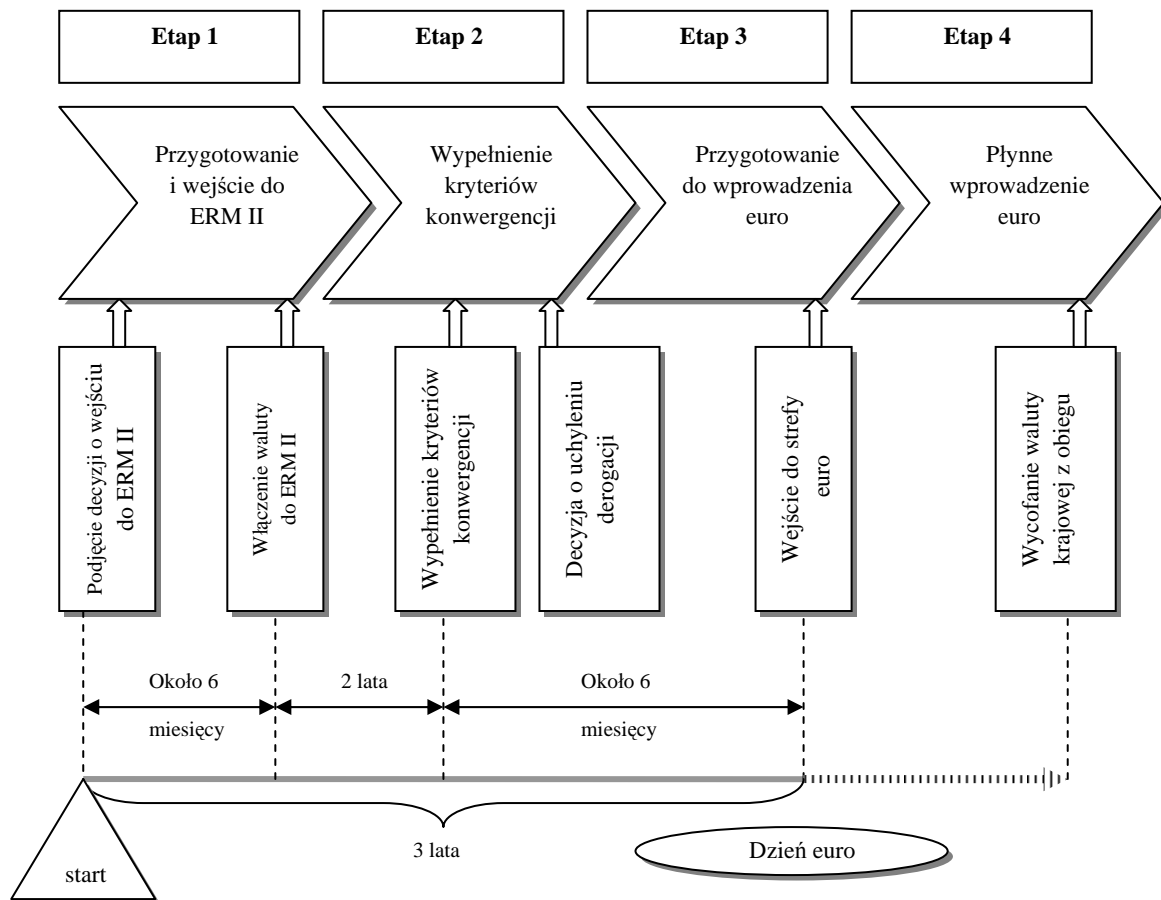 Etap 1
Etap 2
Etap 3
Etap 4
Przygotowanie
i wejście do
ERM II
Wypełnienie
kryteriów
konwergencji
Przygotowanie
do wprowadzenia
euro
Płynne
wprowadzenie
euro
Podjęcie decyzji o wejściu
do ERM II
Włączenie waluty
do ERM II
Wypełnienie kryteriów
konwergencji
Decyzja o uchyleniu
derogacji
Wejście do strefy
euro
Wycofanie waluty
krajowej z obiegu
Około 6
miesięcy
2 lata
Około 6
miesięcy
start
3 lata
Dzień euro